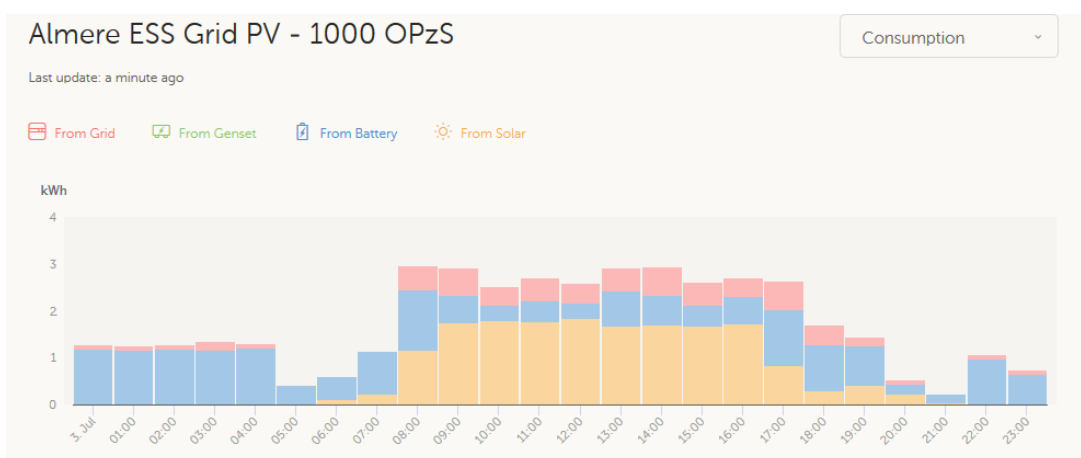 Almere ESS Grid PV - 1000 OPzS
Consumption
Last update: a minute ago
From Grid From Genset From Battery From Solar
kWh
4
3
2
1
0
3. Jul 01:00 02:00 03:00 04:00 05:00 06:00 07:00 08:00 09:00 10:00 11:00 12:00 13:00 14:00 15:00 16:00 17:00 18:00 19:00 20:00 21:00 22:00 23:00